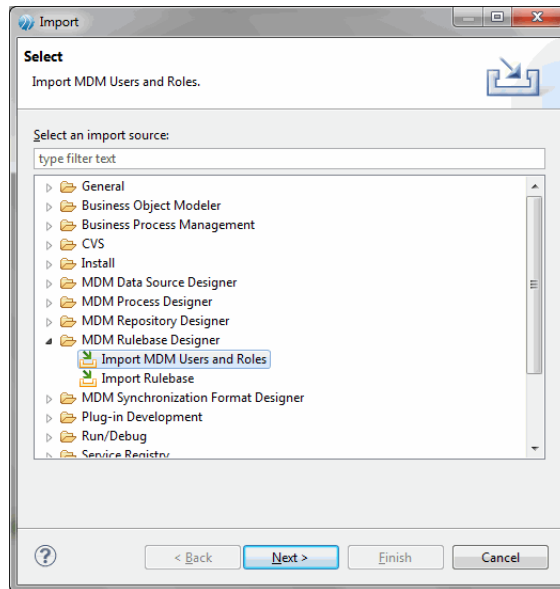 Import
Select
Import MDM Users and Roles.
Select an import source:
type filter text
General
Business Object Modeler
Business Process Management
CVS
Install
MDM Data Source Designer
MDM Process Designer
MDM Repository Designer
MDM Rulebase Designer
Import MDM Users and Roles
Import Rulebase
MDM Synchronization Format Designer
Plug-in Development
Run/Debug
Service Registry
?
< Back
Next >
Finish
Cancel